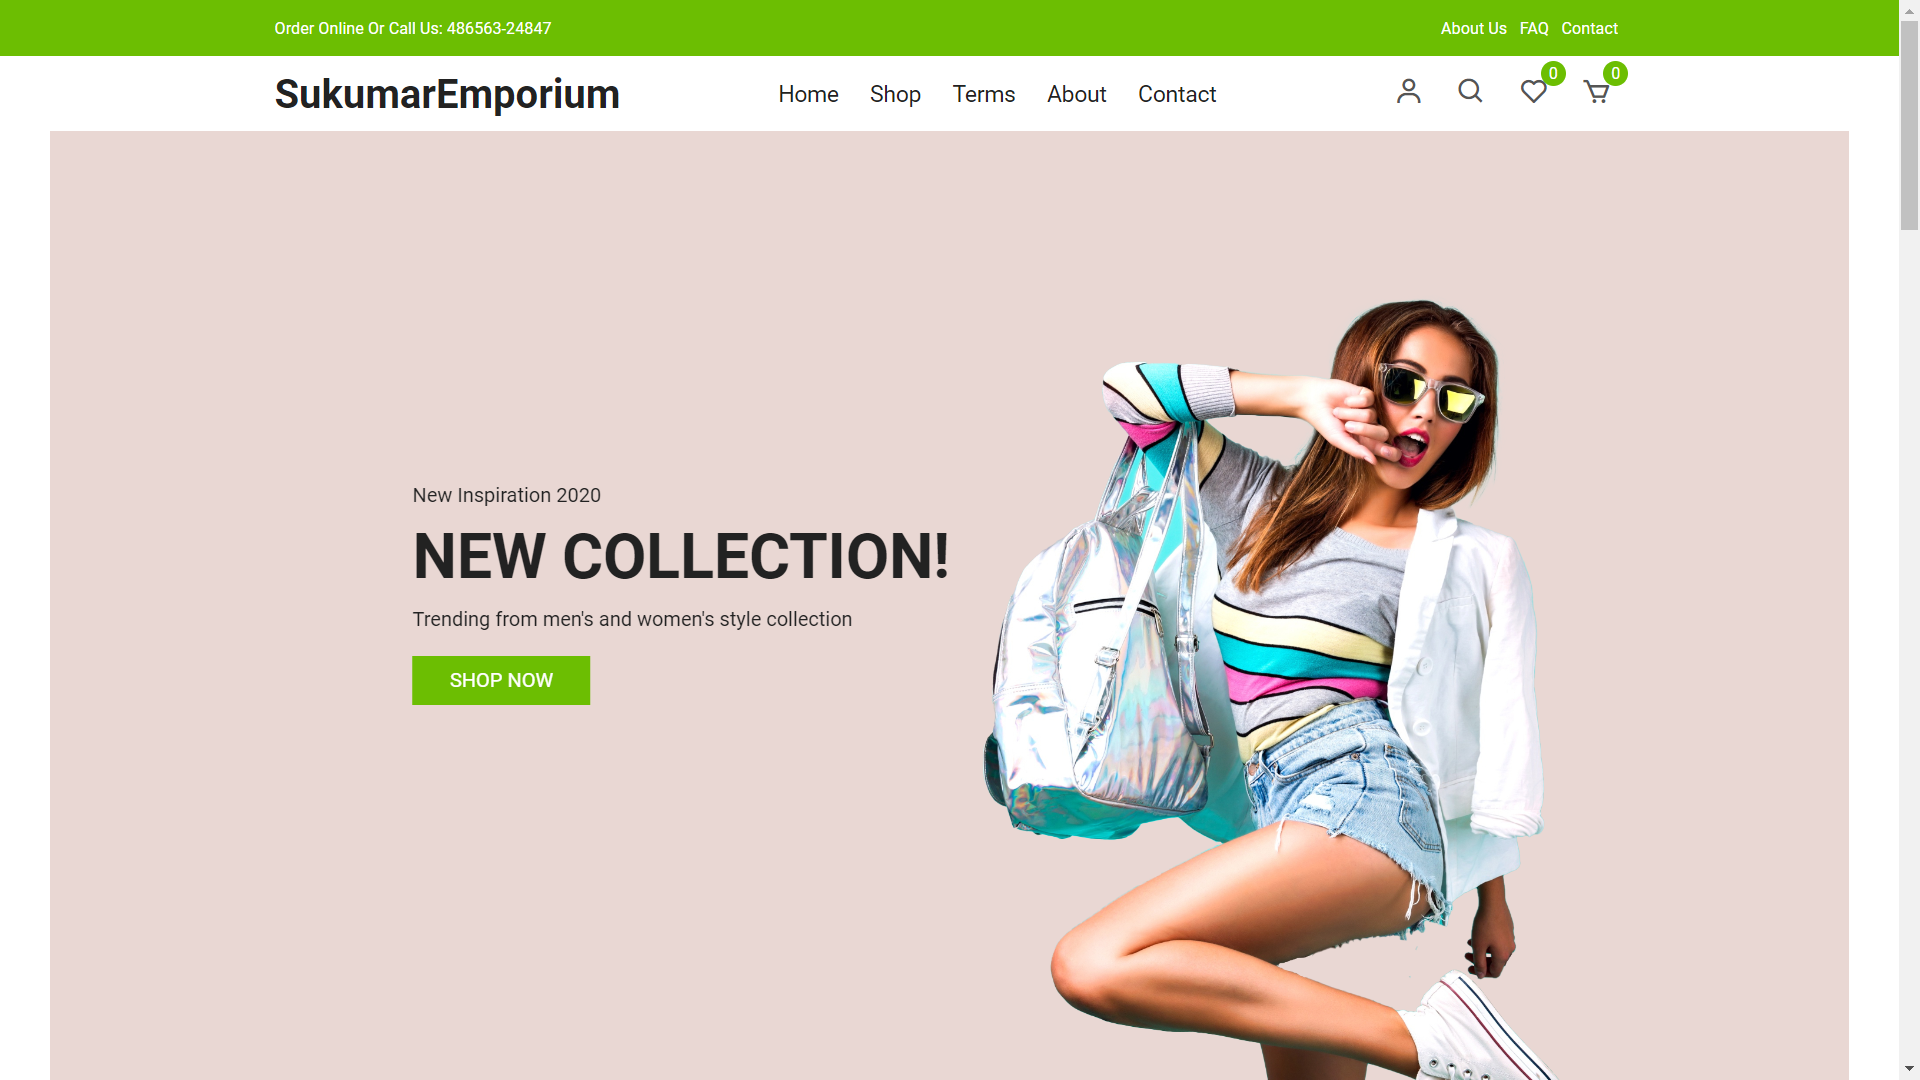 Order Online Or Call Us: 486563-24847
About Us FAQ Contact
SukumarEmporium
Home Shop Terms About Contact
0 0
New Inspiration 2020
NEW COLLECTION!
Trending from men's and women's style collection
SHOP NOW